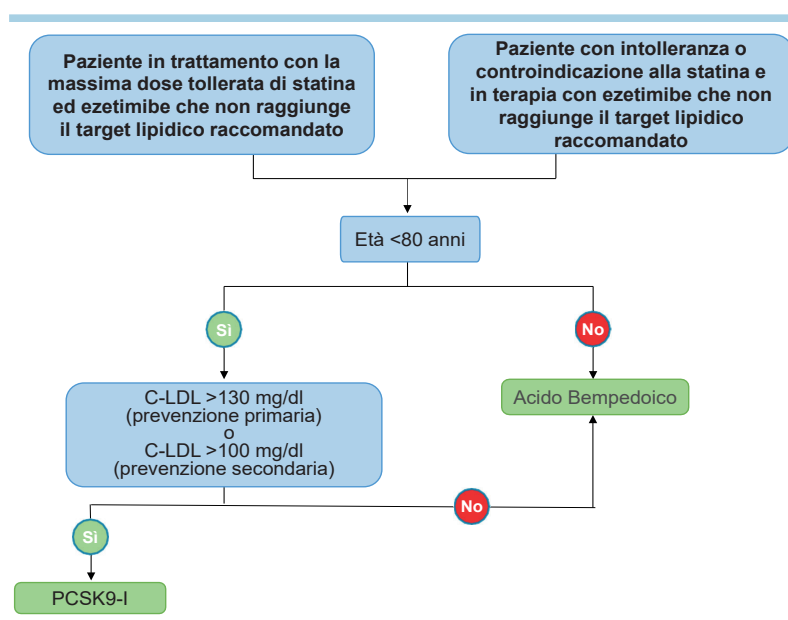 Paziente in trattamento con la
massima dose tollerata di statina
ed ezetimibe che non raggiunge
il target lipidico raccomandato
Paziente con intolleranza o
controindicazione alla statina e
in terapia con ezetimibe che non
raggiunge il target lipidico
raccomandato
Età <80 anni
Sì
No
C-LDL >130 mg/dl
(prevenzione primaria)
o
C-LDL >100 mg/dl
(prevenzione secondaria)
Acido Bempedoico
No
Sì
PCSK9-I